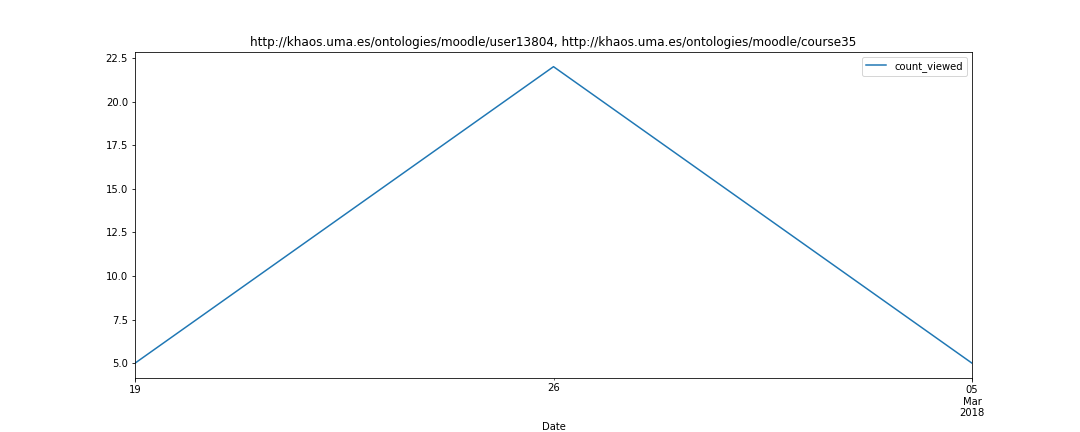 http://khaos.uma.es/ontologies/moodle/user13804, http://khaos.uma.es/ontologies/moodle/course35
count_viewed
22.5
20.0
17.5
15.0
12.5
10.0
7.5
5.0
19 26 05
Mar
2018
Date